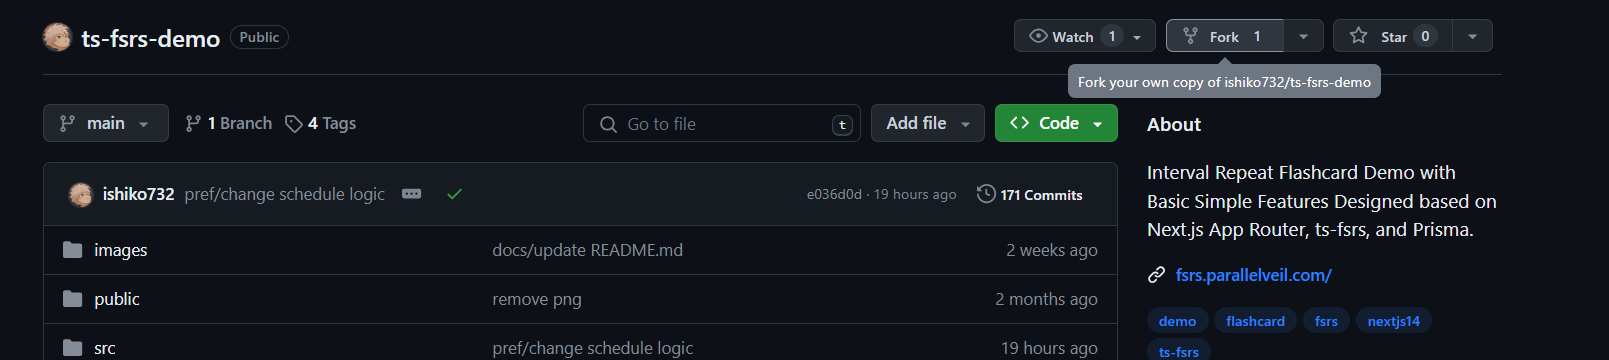 ts-fsrs-demo Public Watch 1 Fork 1 Star 0
Fork your own copy of ishiko732/ts-fsrs-demo
main 1 Branch 4 Tags Go to file t Add file Code
ishiko732 pref/change schedule logic e036d0d · 19 hours ago 171 Commits
images docs/update README.md 2 weeks ago
public remove png 2 months ago
src pref/change schedule logic 19 hours ago
About
Interval Repeat Flashcard Demo with
Basic Simple Features Designed based on
Next.js App Router, ts-fsrs, and Prisma.
fsrs.parallelveil.com/
demo flashcard fsrs nextjs14
ts-fsrs